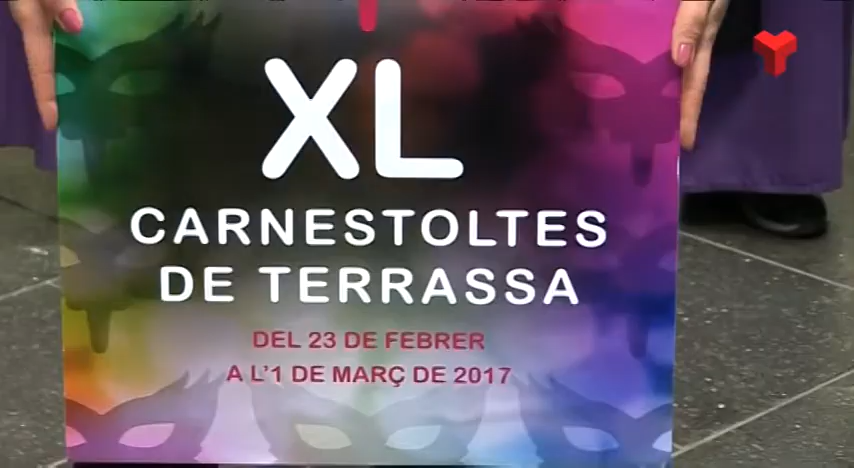 XL
CARNESTOLTES
DE TERRASSA
DEL 23 DE FEBRER
A L'1 DE MARÇ DE 2017